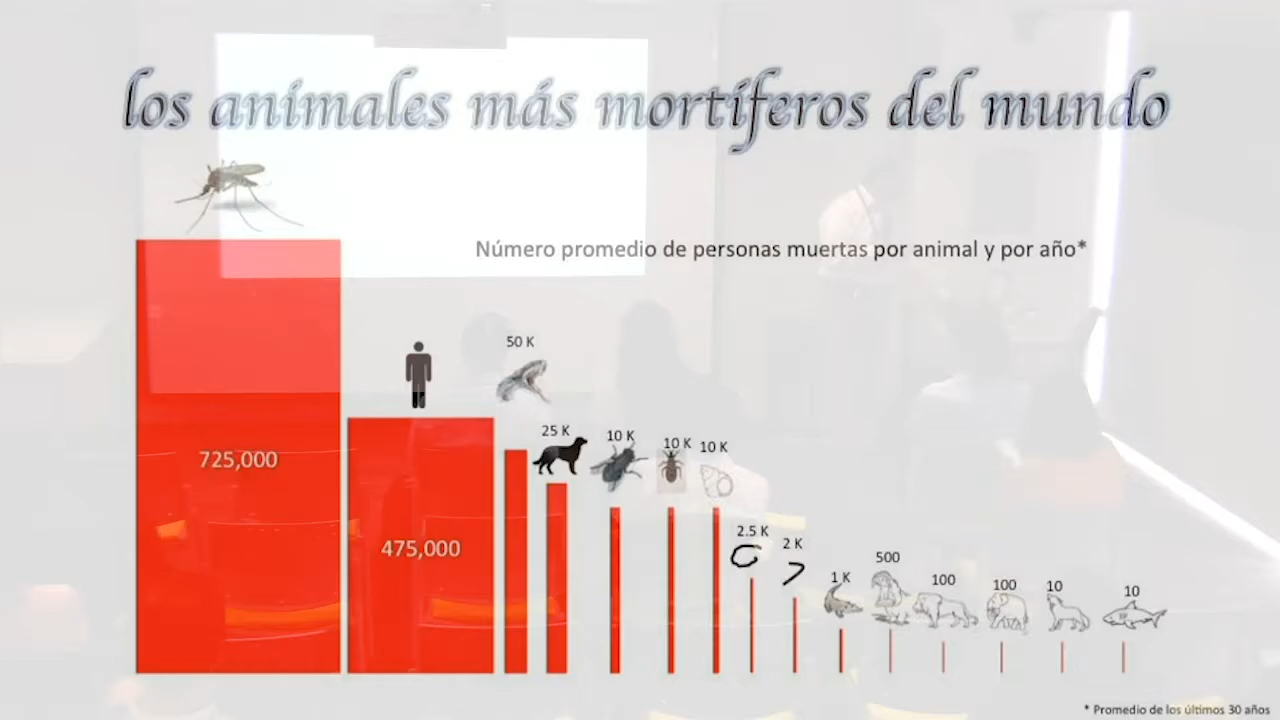 los animales más mortíferos del mundo
Número promedio de personas muertas por animal y por año*
50 K
25 K
10 K
10 K
10 K
725,000
2.5 K
2 K
475,000
500
1 K
100
100
10
10
* Promedio de los últimos 30 años